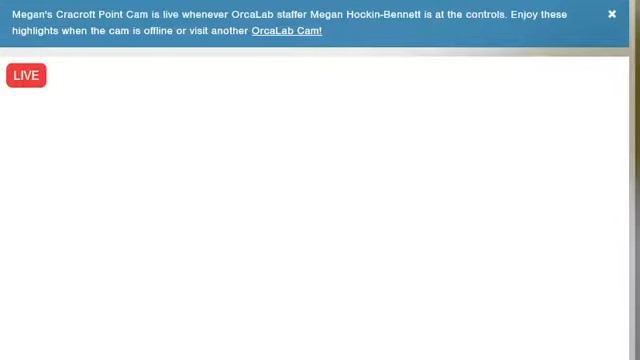 Megan's Cracroft Point Cam is live whenever OrcaLab staffer Megan Hockin-Bennett is at the controls. Enjoy these
highlights when the cam is offline or visit another OrcaLab Cam!
LIVE